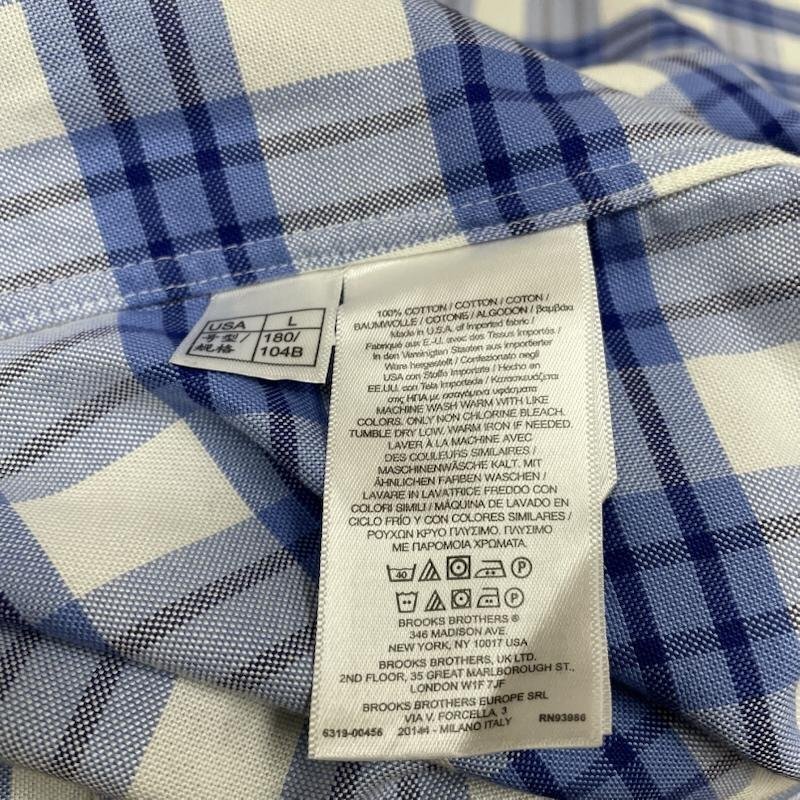 USA L
号型/ 180/
规格 104B
100% COTTON / COTTON / COTON /
BAUMWOLLE / COTONE / ALGODON / βαμβάκι
Made in U.S.A. of Imported fabric /
Fabriqué aux E.-U. avec Tissus Importés /
In den Vereinigten Staaten aus importierter
Ware hergestellt / Confezionato negli
USA con Stoffe Importate / Hecho en
EE.UU. con Tela Importada / Κατασκευάζεται
στις ΗΠΑ με εισαγόμενα υφάσματα
MACHINE WASH WARM WITH LIKE
COLORS. ONLY NON CHLORINE BLEACH.
TUMBLE DRY LOW. WARM IRON IF NEEDED.
LAVER À LA MACHINE AVEC
DES COULEURS SIMILAIRES /
MASCHINENWÄSCHE KALT. MIT
ÄHNLICHEN FARBEN WASCHEN /
LAVARE IN LAVATRICE FREDDO CON
COLORI SIMILI / MÁQUINA DE LAVADO EN
CICLO FRÍO Y CON COLORES SIMILARES /
ΡΟΥΧΩΝ ΚΡΥΟ ΠΛΥΣΙΜΟ. ΠΛΥΣΙΜΟ
ΜΕ ΠΑΡΟΜΟΙΑ ΧΡΩΜΑΤΑ.
40 P
P
BROOKS BROTHERS ®
346 MADISON AVE.
NEW YORK, NY 10017 USA
BROOKS BROTHERS, UK LTD.
2ND FLOOR, 35 GREAT MARLBOROUGH ST.,
LONDON W1F 7JF
BROOKS BROTHERS EUROPE SRL
VIA V. FORCELLA, 3
6319-00456 20144 - MILANO ITALY RN93986